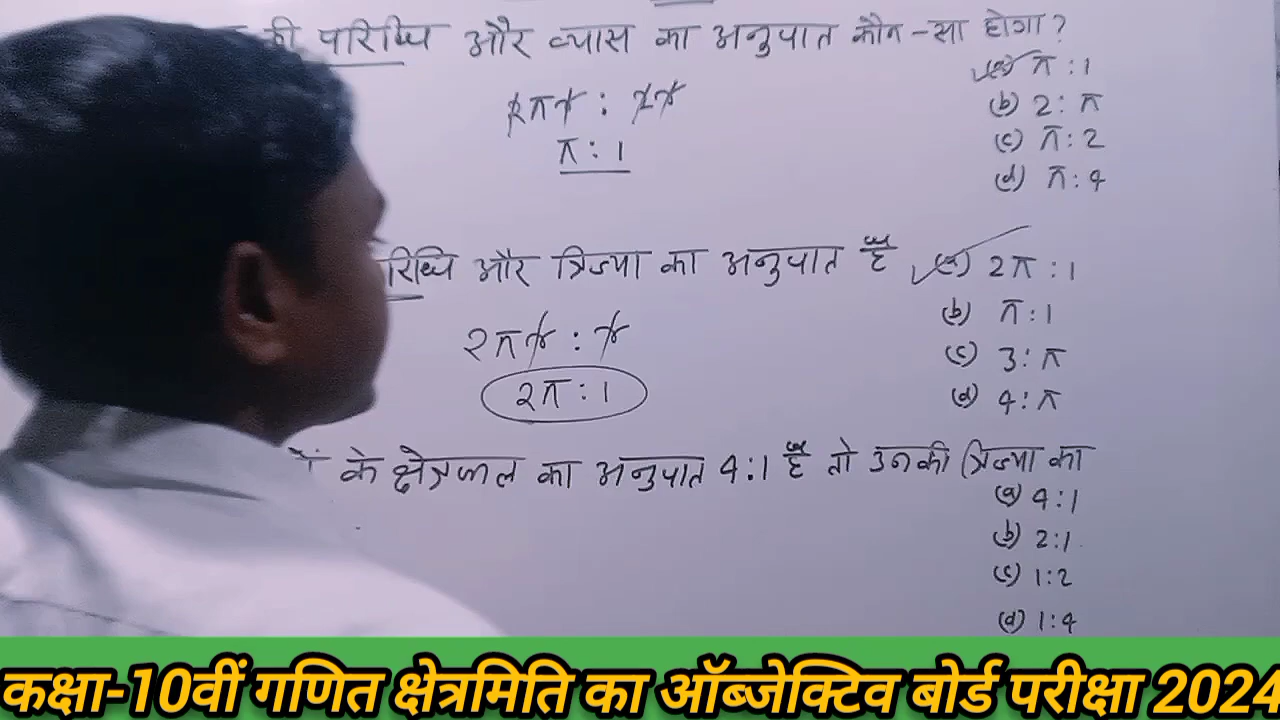 की परिधि और व्यास का अनुपात कौन-सा होगा?
2πr : 2r
π : 1
(a) π : 1
(b) 2 : π
(c) π : 2
(d) π : 4
रिधि और त्रिज्या का अनुपात है
2πr : r
2π : 1
(a) 2π : 1
(b) π : 1
(c) 3 : π
(d) 4 : π
के क्षेत्रफल का अनुपात 4:1 है तो उनकी त्रिज्या का
(a) 4:1
(b) 2:1
(c) 1:2
(d) 1:4
कक्षा-10वीं गणित क्षेत्रमिति का ऑब्जेक्टिव बोर्ड परीक्षा 2024